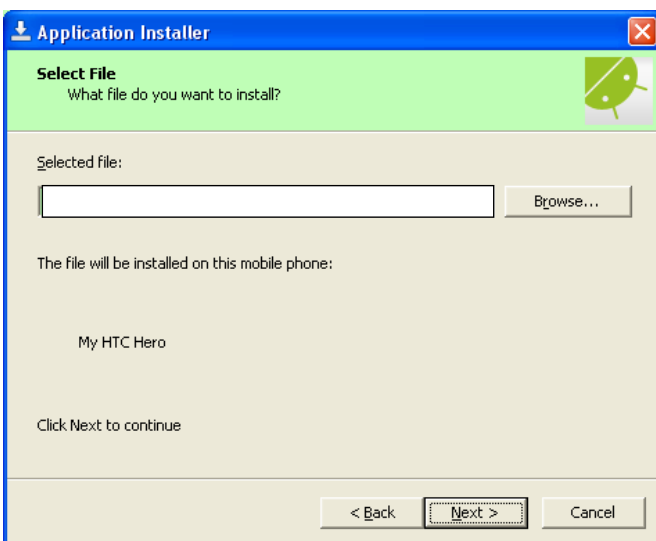 Application Installer
Select File
What file do you want to install?
Selected file:
Browse...
The file will be installed on this mobile phone:
My HTC Hero
Click Next to continue
< Back
Next >
Cancel